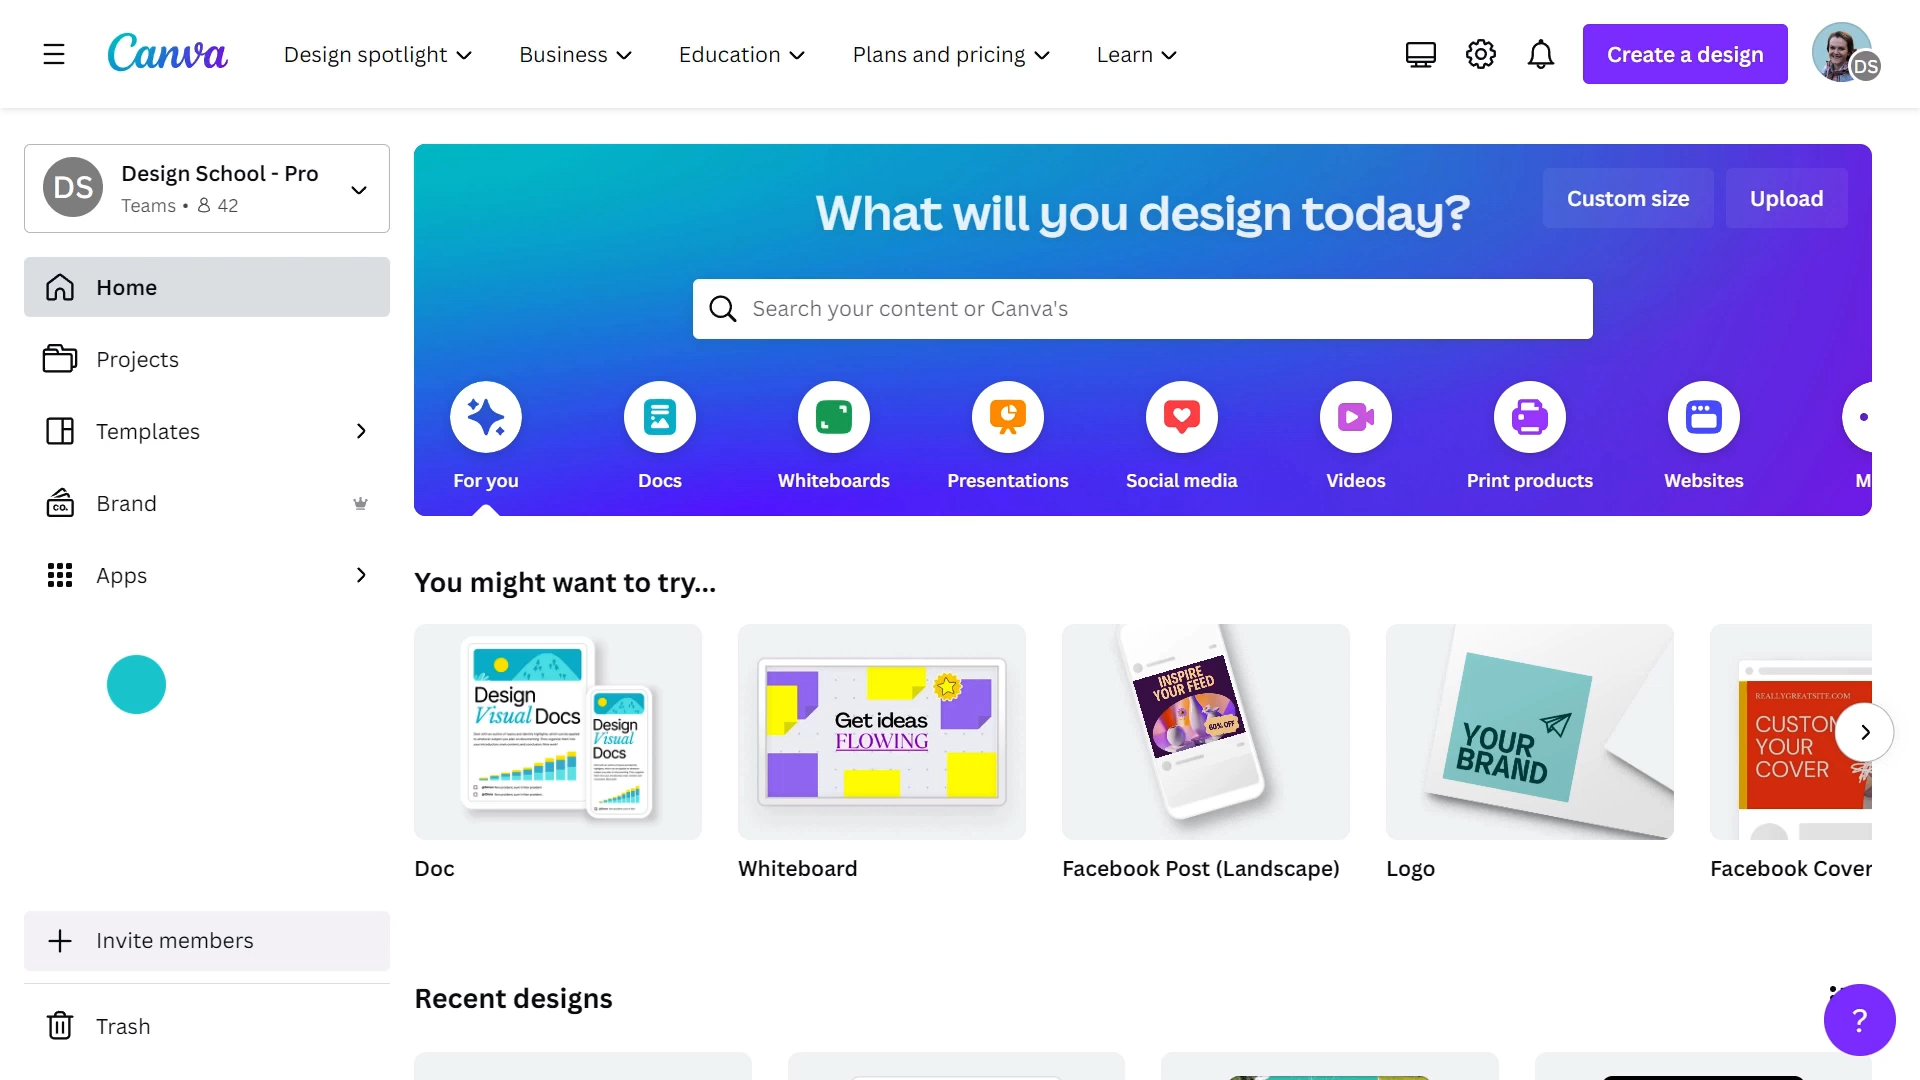 Canva
Design spotlight
Business
Education
Plans and pricing
Learn
Create a design
DS
DS
Design School - Pro
Teams • 42
Home
Projects
Templates
CO.
Brand
Apps
Invite members
Trash
What will you design today?
Custom size
Upload
Search your content or Canva's
For you
Docs
Whiteboards
Presentations
Social media
Videos
Print products
Websites
M
You might want to try...
Design
Visual Docs
Design
Visual
Docs
Doc
Get ideas
FLOWING
Whiteboard
INSPIRE
YOUR FEED
60% OFF
Facebook Post (Landscape)
YOUR
BRAND
Logo
REALLYGREATSITE.COM
YOUR
COVER
Facebook Cover
Recent designs
?